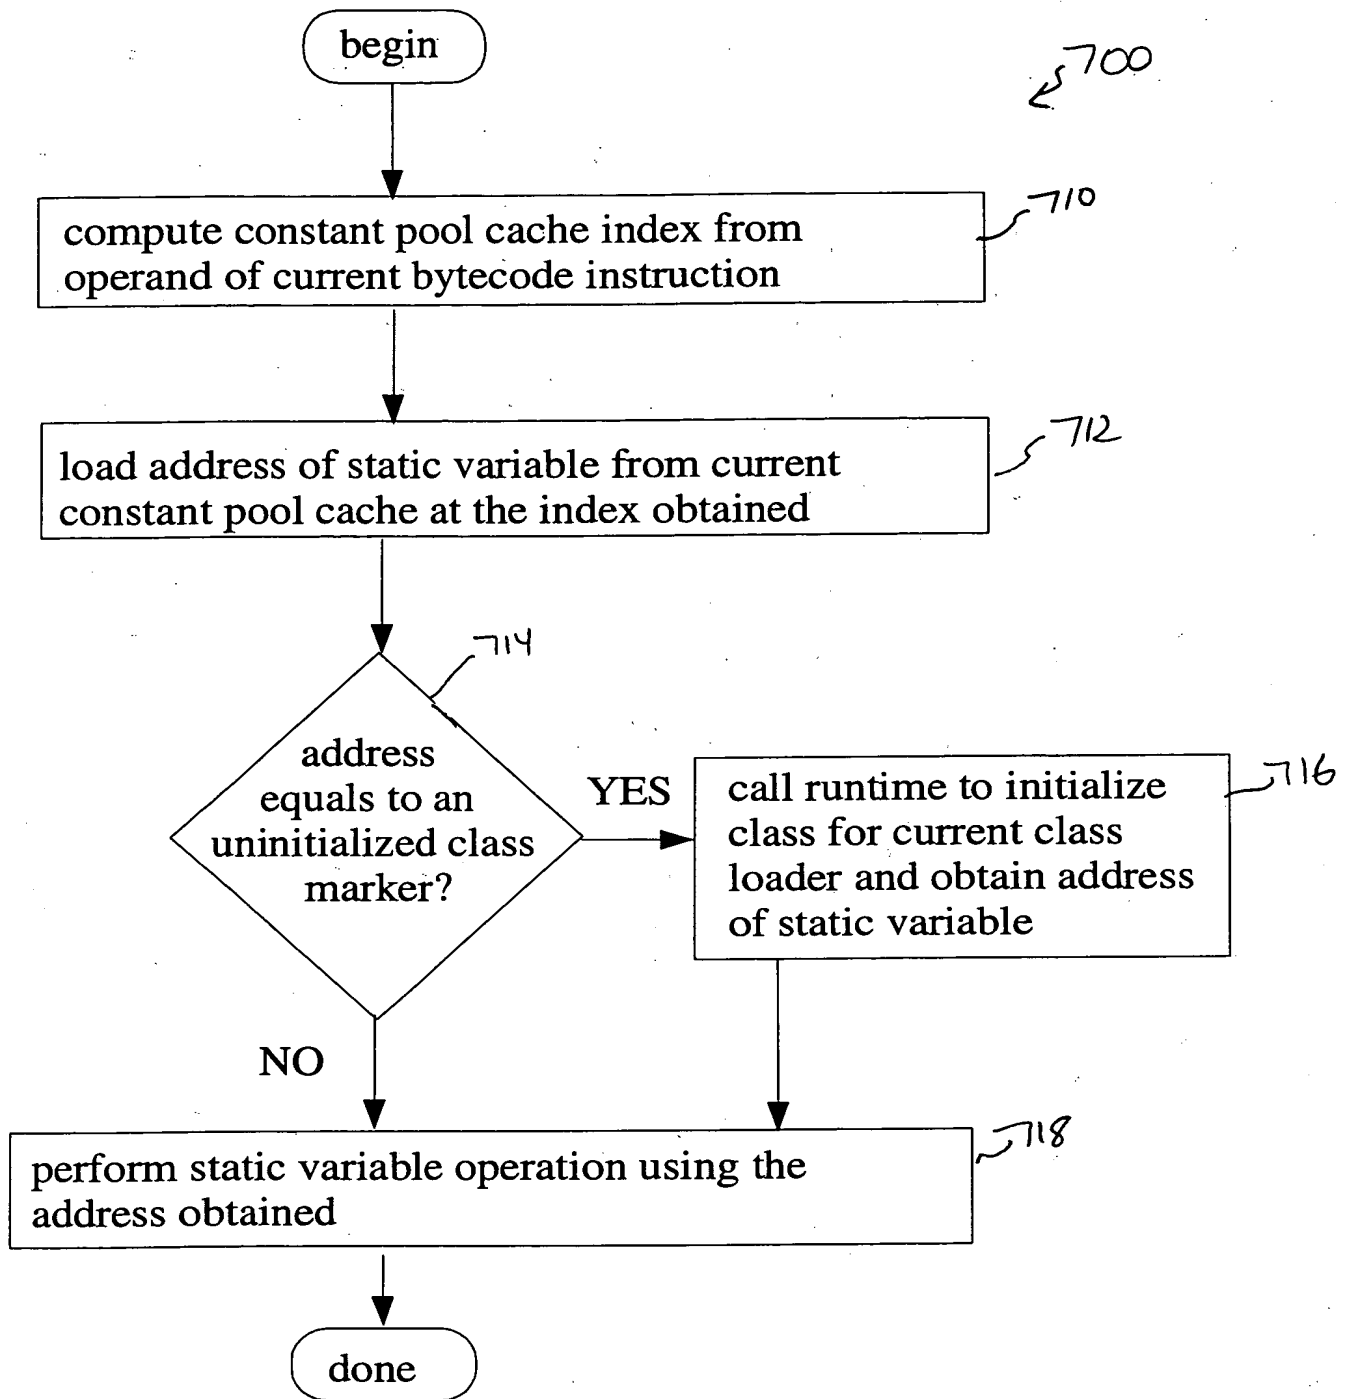 begin
700
compute constant pool cache index from
operand of current bytecode instruction
710
load address of static variable from current
constant pool cache at the index obtained
712
714
address
equals to an
uninitialized class
marker?
YES
call runtime to initialize
class for current class
loader and obtain address
of static variable
716
NO
perform static variable operation using the
address obtained
718
done